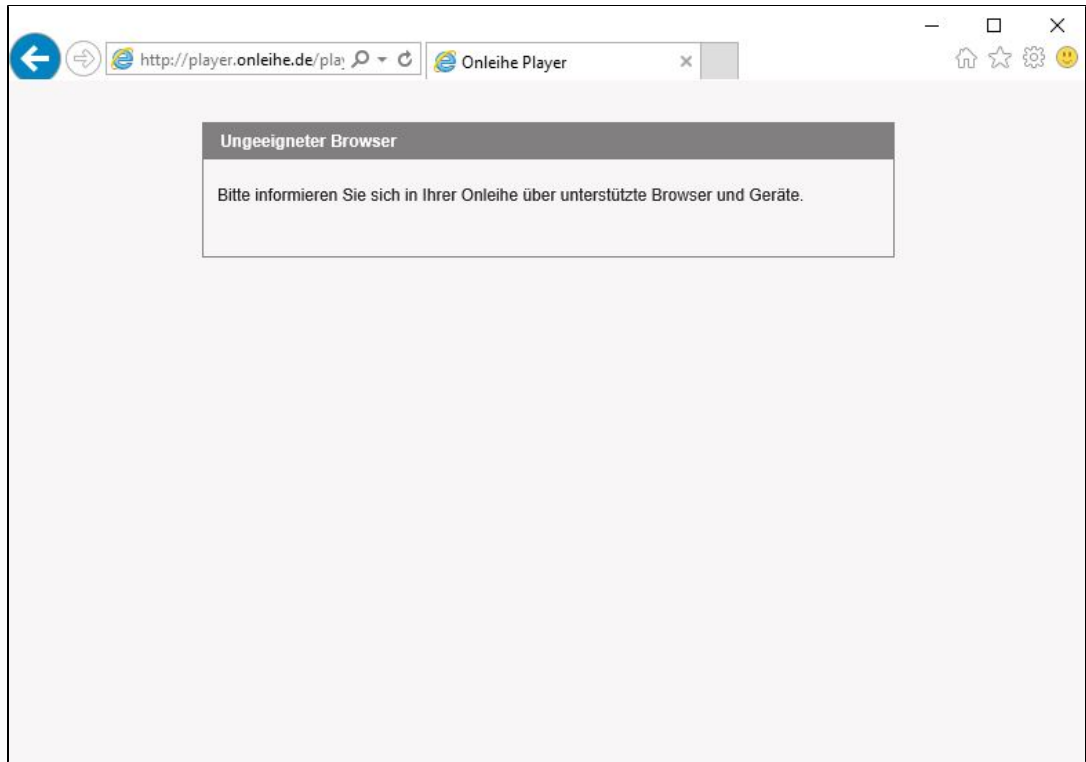 http://player.onleihe.de/pla
Onleihe Player
Ungeeigneter Browser
Bitte informieren Sie sich in Ihrer Onleihe über unterstützte Browser und Geräte.